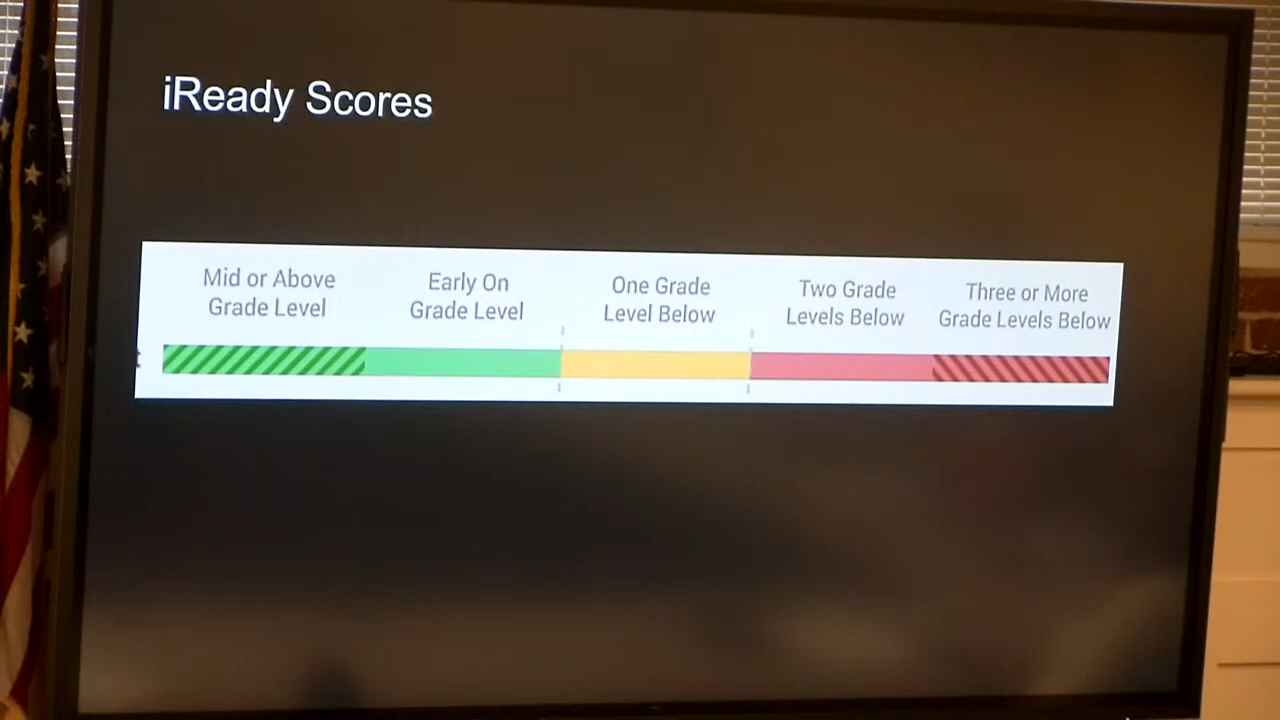 iReady Scores
Mid or Above
Grade Level
Early On
Grade Level
One Grade
Level Below
Two Grade
Levels Below
Three or More
Grade Levels Below